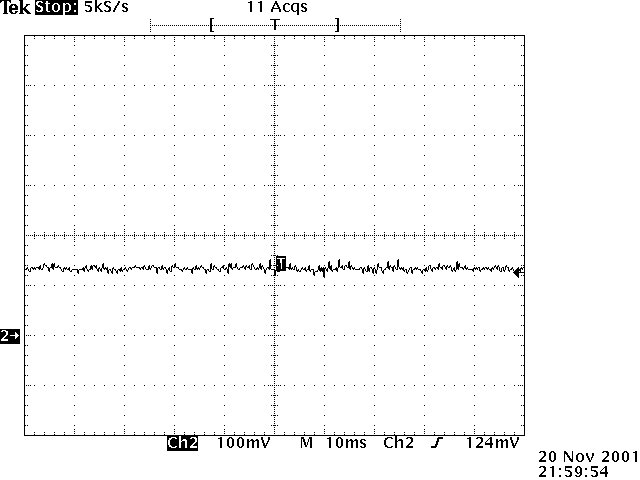 Tek Stop: 5kS/s 11 Acqs
[ T ]
T
2→
Ch2 100mV M 10ms Ch2 124mV
20 Nov 2001
21:59:54